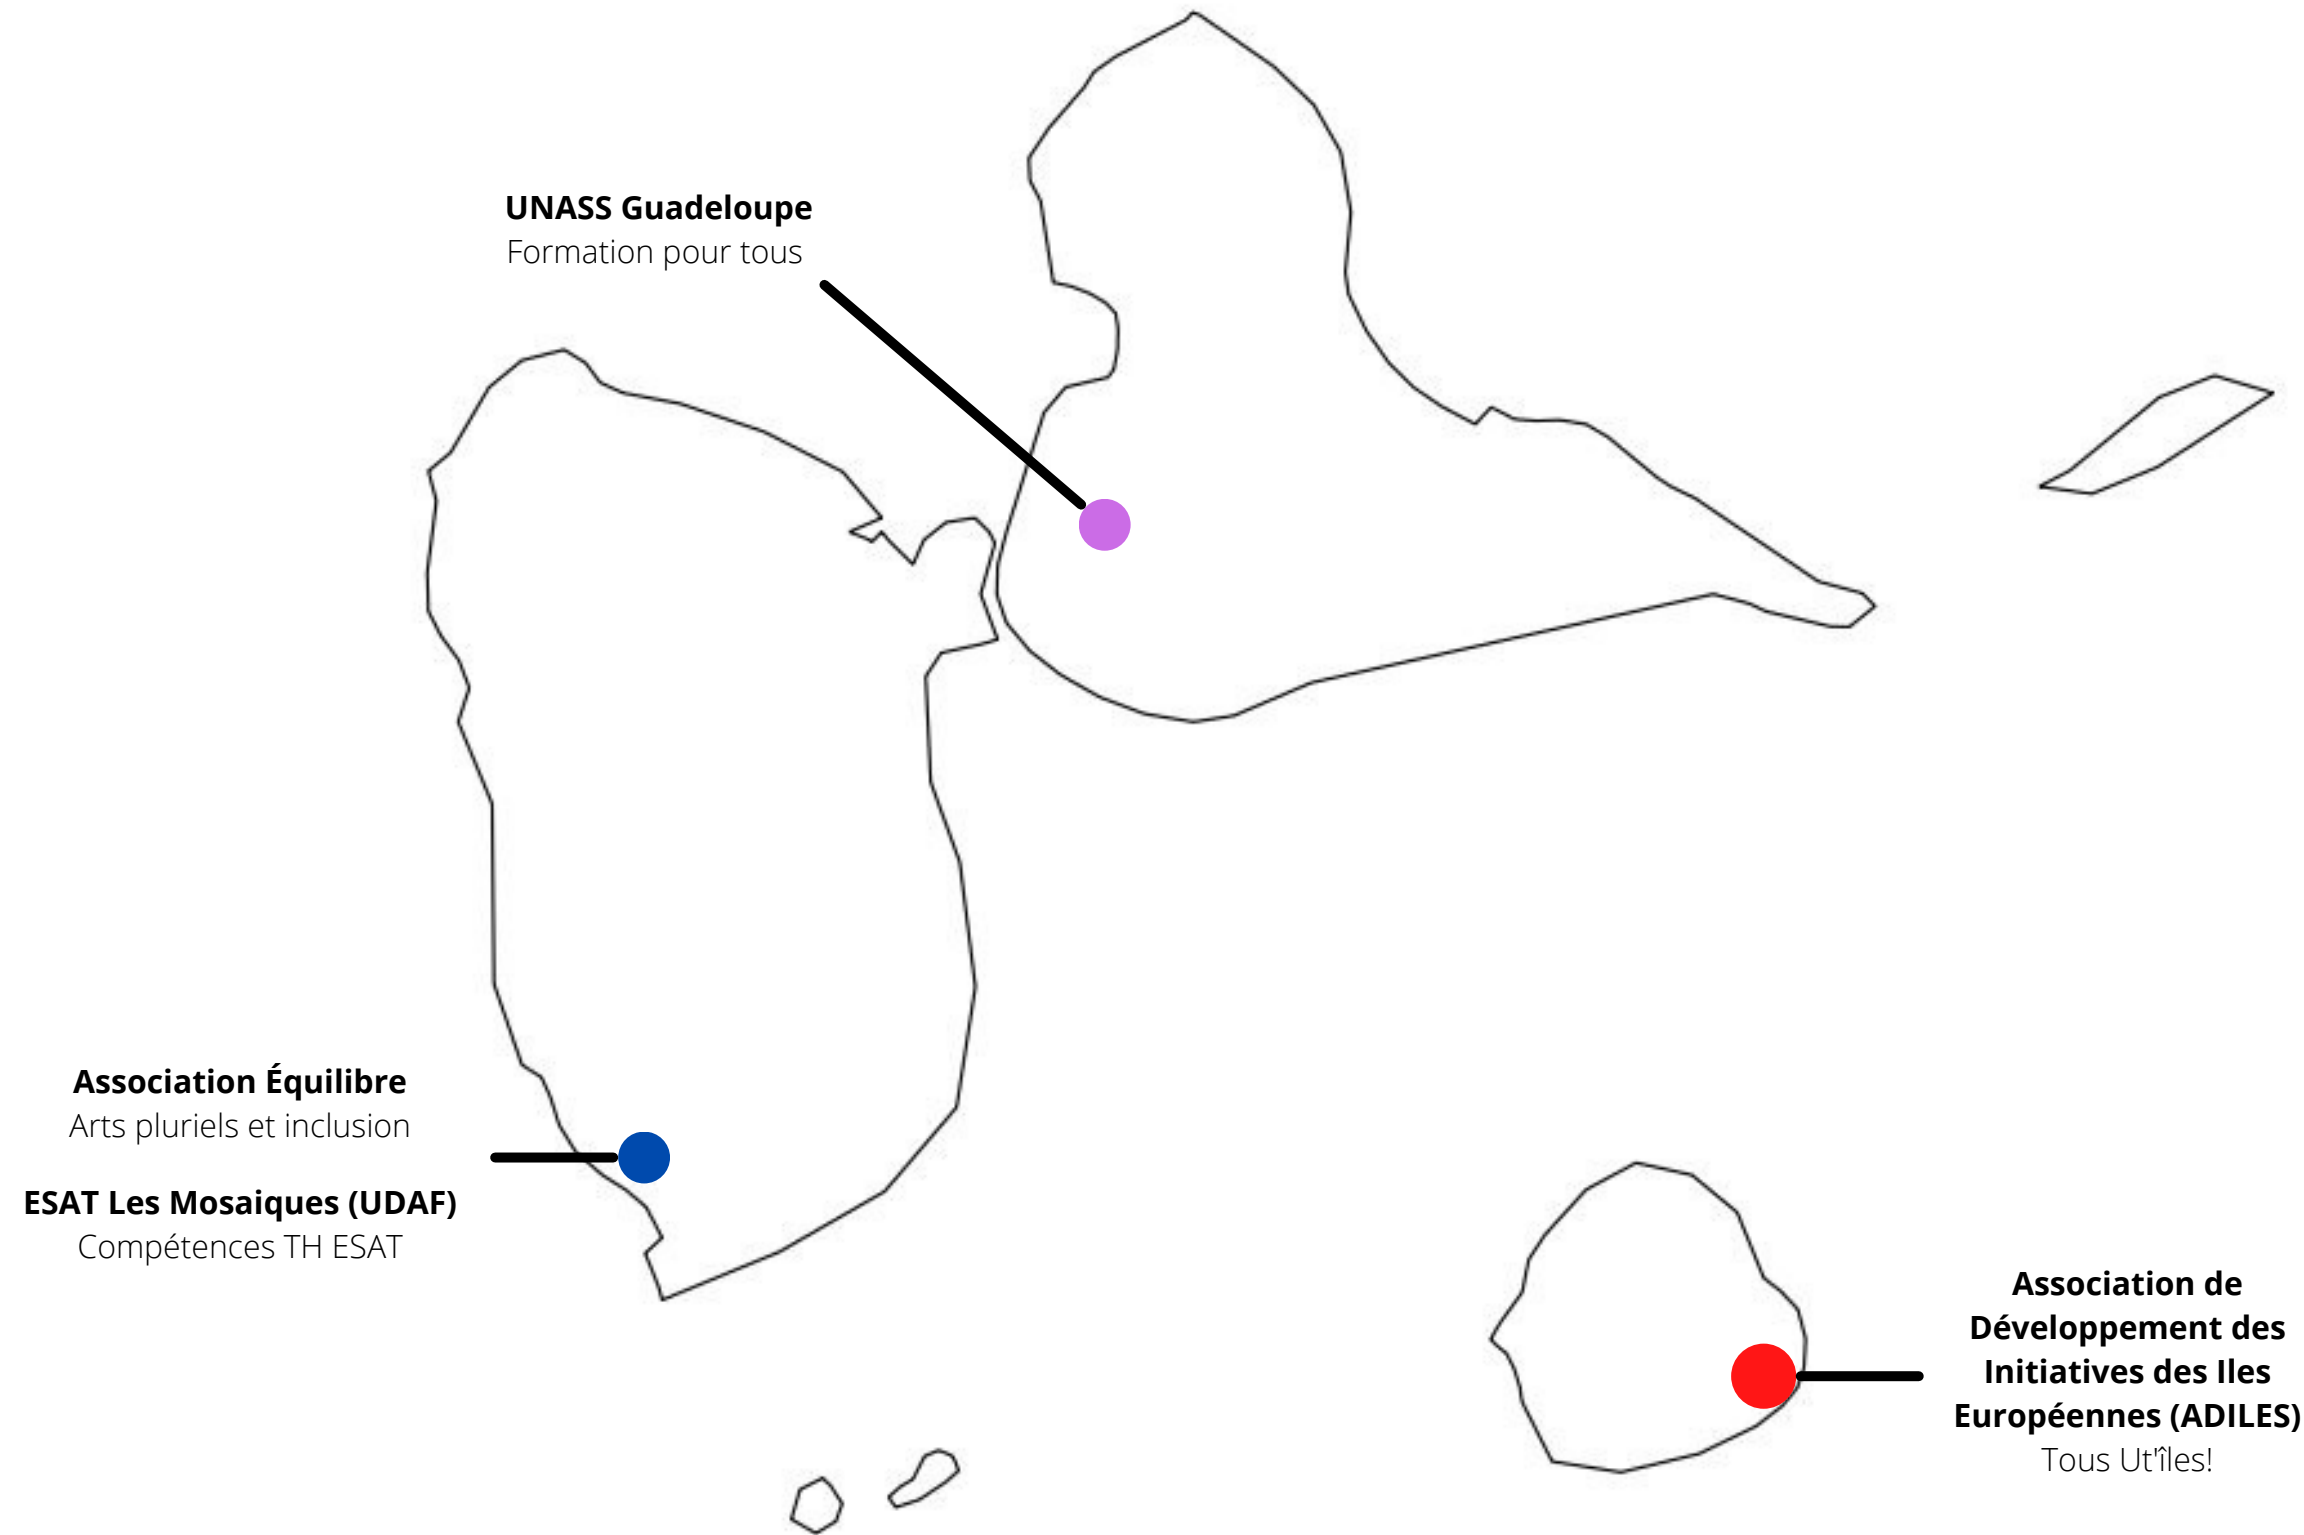 UNASS Guadeloupe
Formation pour tous
Association Équilibre
Arts pluriels et inclusion
ESAT Les Mosaiques (UDAF)
Compétences TH ESAT
Association de
Développement des
Initiatives des Iles
Européennes (ADILES)
Tous Ut'îles!